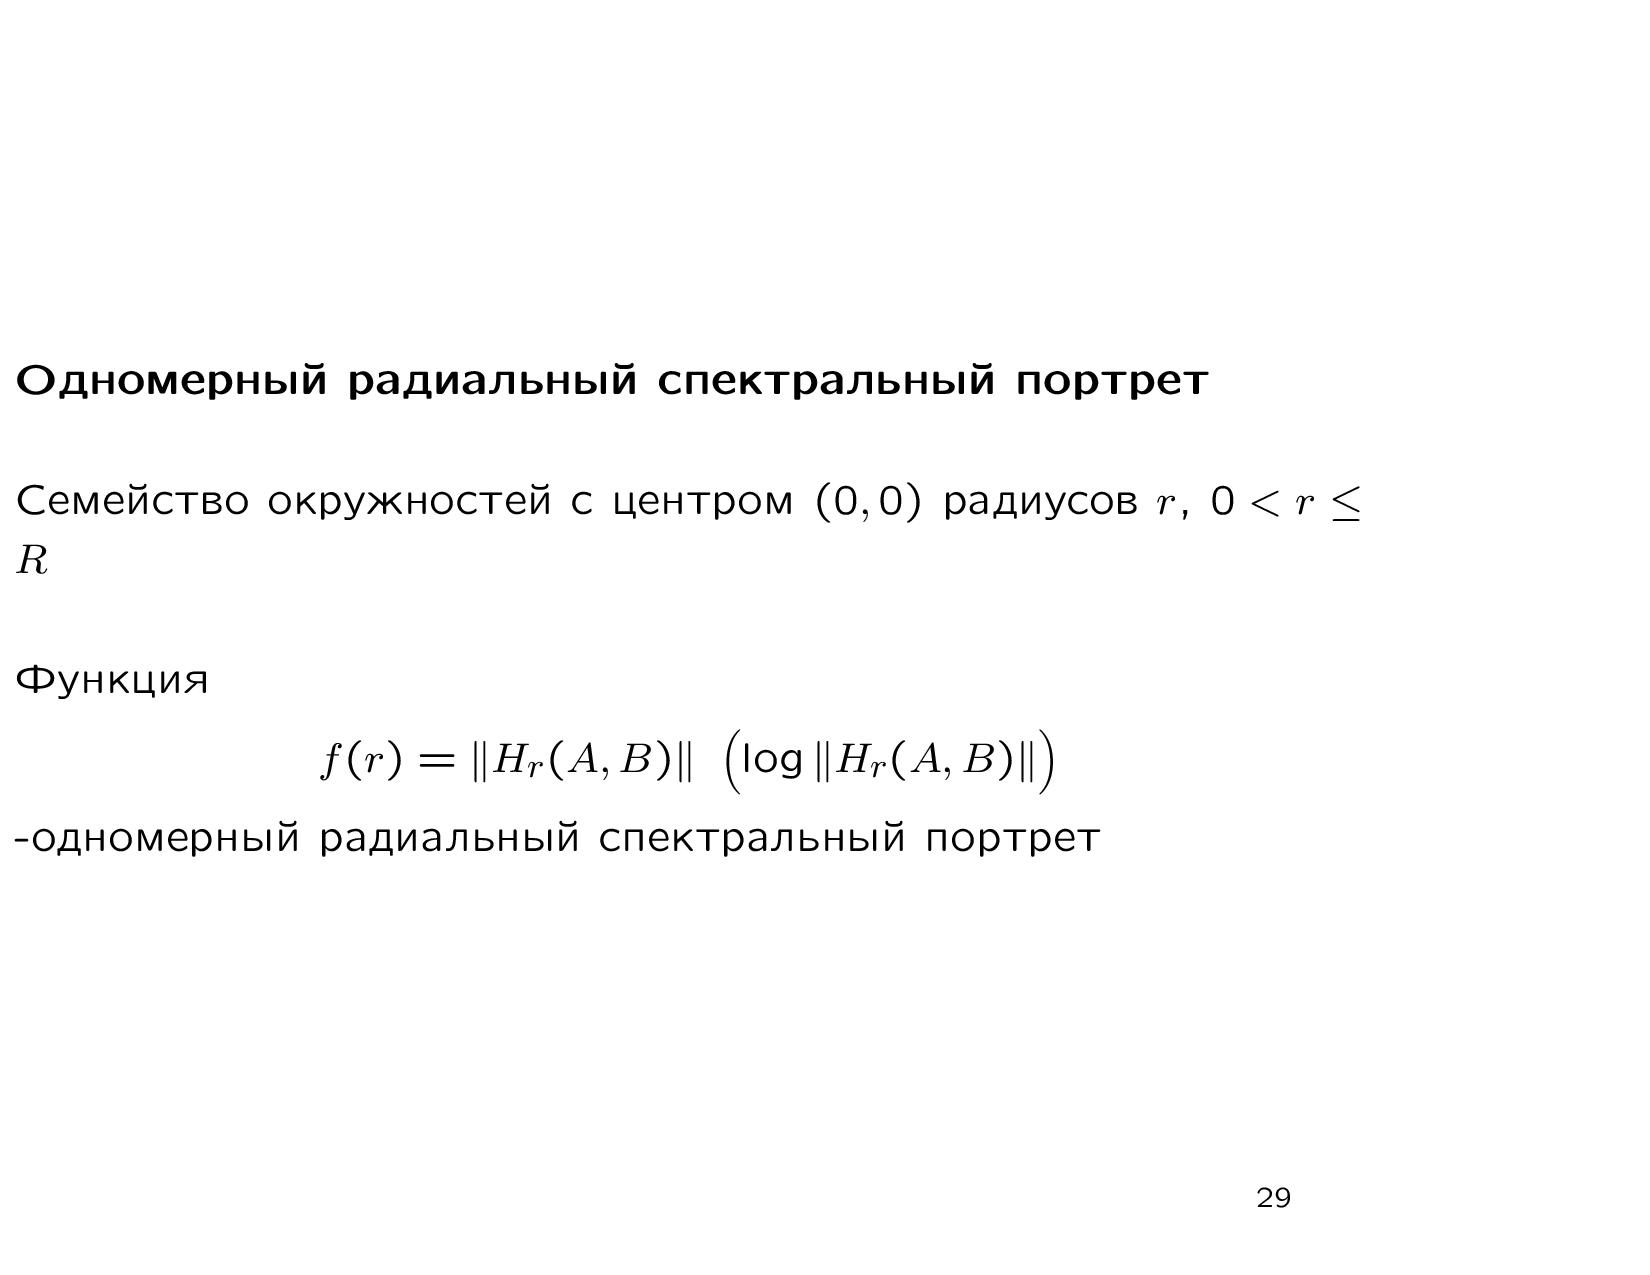 Одномерный радиальный спектральный портрет
Семейство окружностей с центром (0, 0) радиусов r, 0 < r ≤
R
Функция
f(r) = ‖H_r(A, B)‖ (log ‖H_r(A, B)‖)
-одномерный радиальный спектральный портрет
29